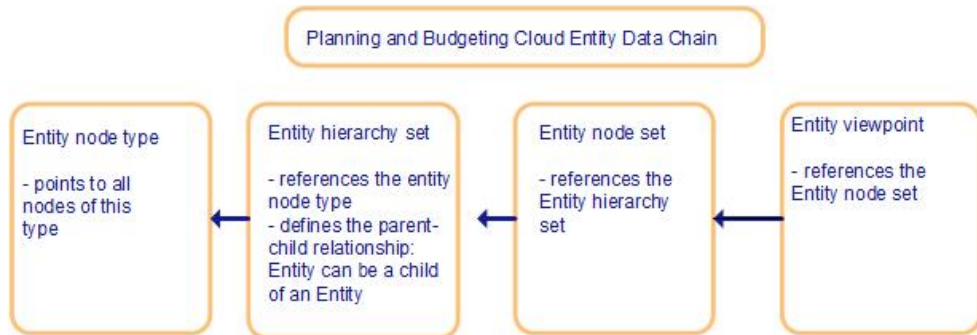 Planning and Budgeting Cloud Entity Data Chain
Entity node type
- points to all
nodes of this
type
Entity hierarchy set
- references the entity
node type
- defines the parent-
child relationship:
Entity can be a child
of an Entity
Entity node set
- references the
Entity hierarchy
set
Entity viewpoint
- references the
Entity node set